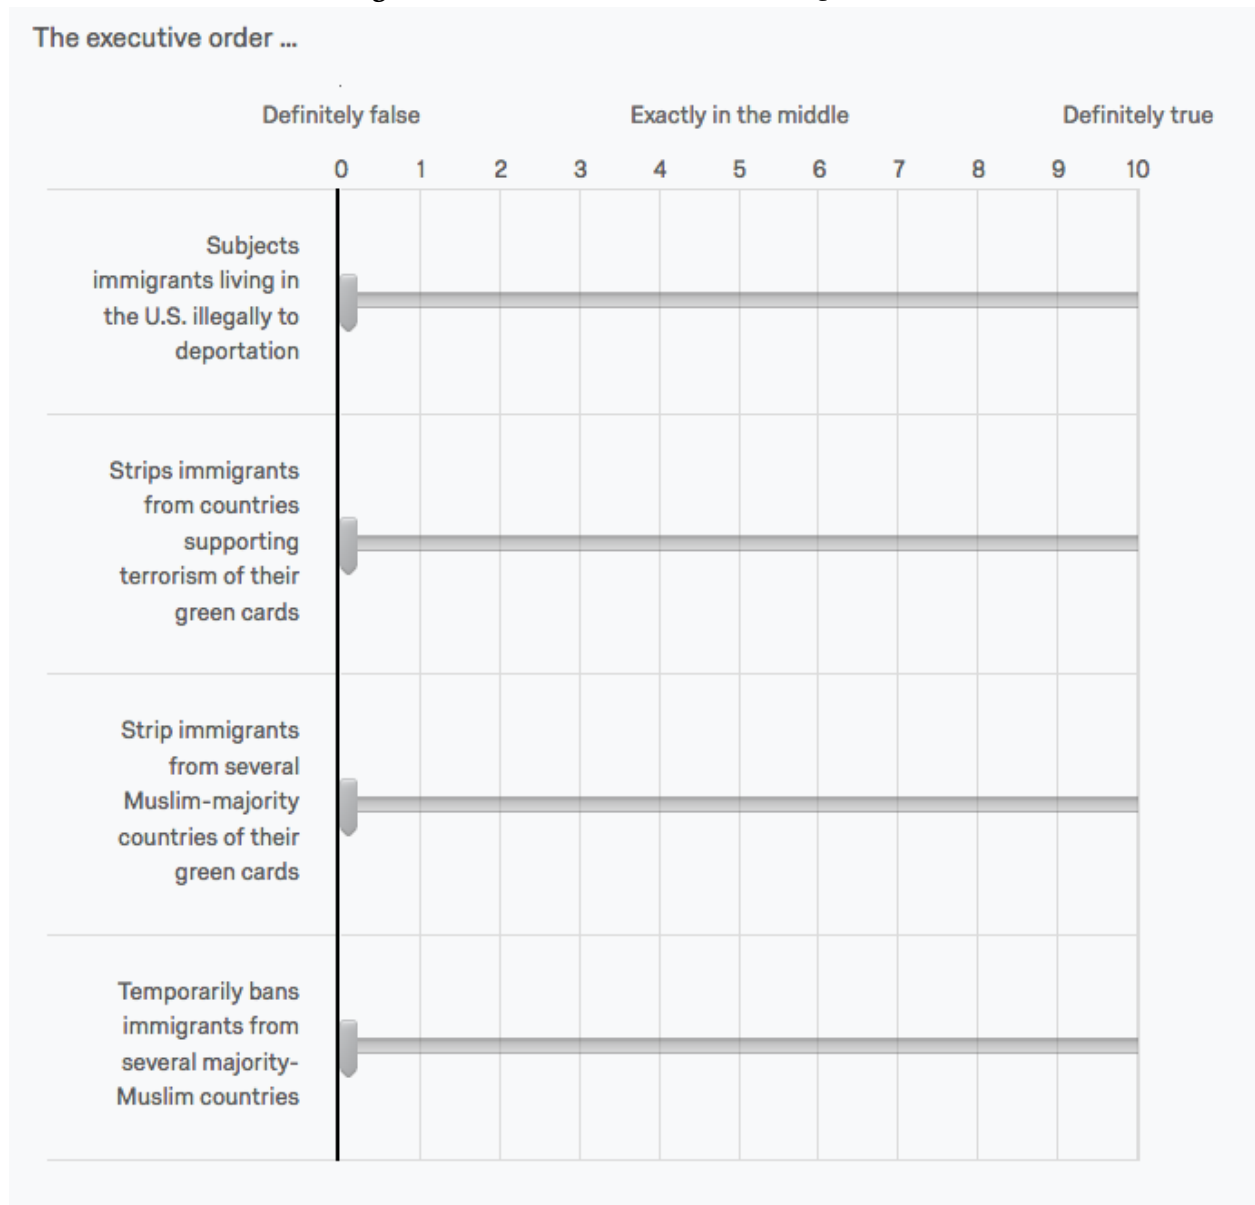 The executive order ...
Definitely false Exactly in the middle Definitely true
0 1 2 3 4 5 6 7 8 9 10
Subjects
immigrants living in
the U.S. illegally to
deportation
Strips immigrants
from countries
supporting
terrorism of their
green cards
Strip immigrants
from several
Muslim-majority
countries of their
green cards
Temporarily bans
immigrants from
several majority-
Muslim countries